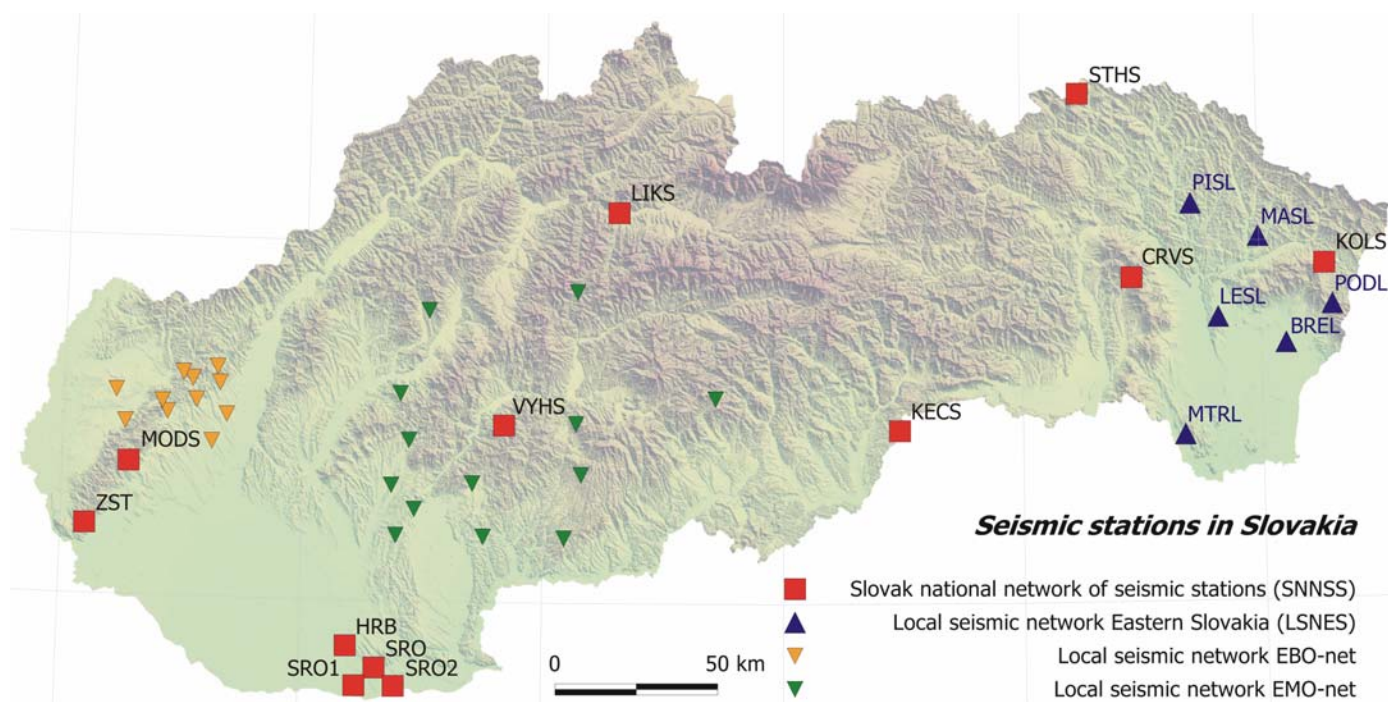 STHS
LIKS
PISL
MASL
KOLS
CRVS
PODL
LESL
BREL
VYHS
KECS
MTRL
MODS
ZST
Seismic stations in Slovakia
Slovak national network of seismic stations (SNNSS)
Local seismic network Eastern Slovakia (LSNES)
HRB
SRO
SRO1
SRO2
0 50 km
Local seismic network EBO-net
Local seismic network EMO-net